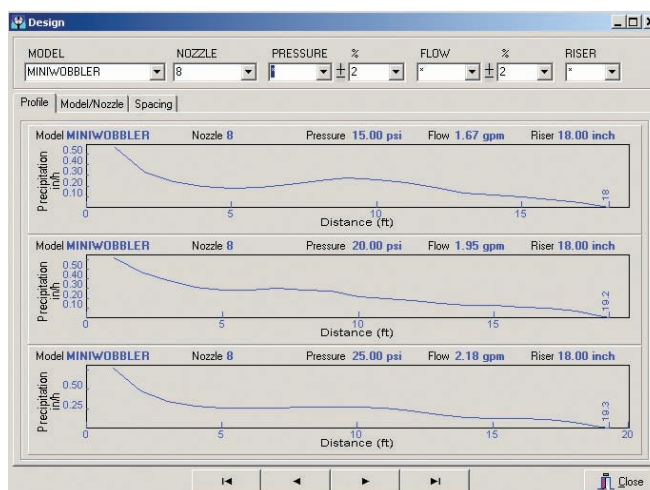 Design
MODEL NOZZLE PRESSURE % FLOW % RISER
MINIWOBBLER 8 * ± 2 * ± 2 *
Profile Model/Nozzle Spacing
Model MINIWOBBLER Nozzle 8 Pressure 15.00 psi Flow 1.67 gpm Riser 18.00 inch
Precipitation in/h
0.50
0.40
0.30
0.20
0.10
18
0 5 10 15
Distance (ft)
Model MINIWOBBLER Nozzle 8 Pressure 20.00 psi Flow 1.95 gpm Riser 18.00 inch
Precipitation in/h
0.50
0.40
0.30
0.20
0.10
19.2
0 5 10 15
Distance (ft)
Model MINIWOBBLER Nozzle 8 Pressure 25.00 psi Flow 2.18 gpm Riser 18.00 inch
Precipitation in/h
0.50
0.25
19.3
0 5 10 15 20
Distance (ft)
Close